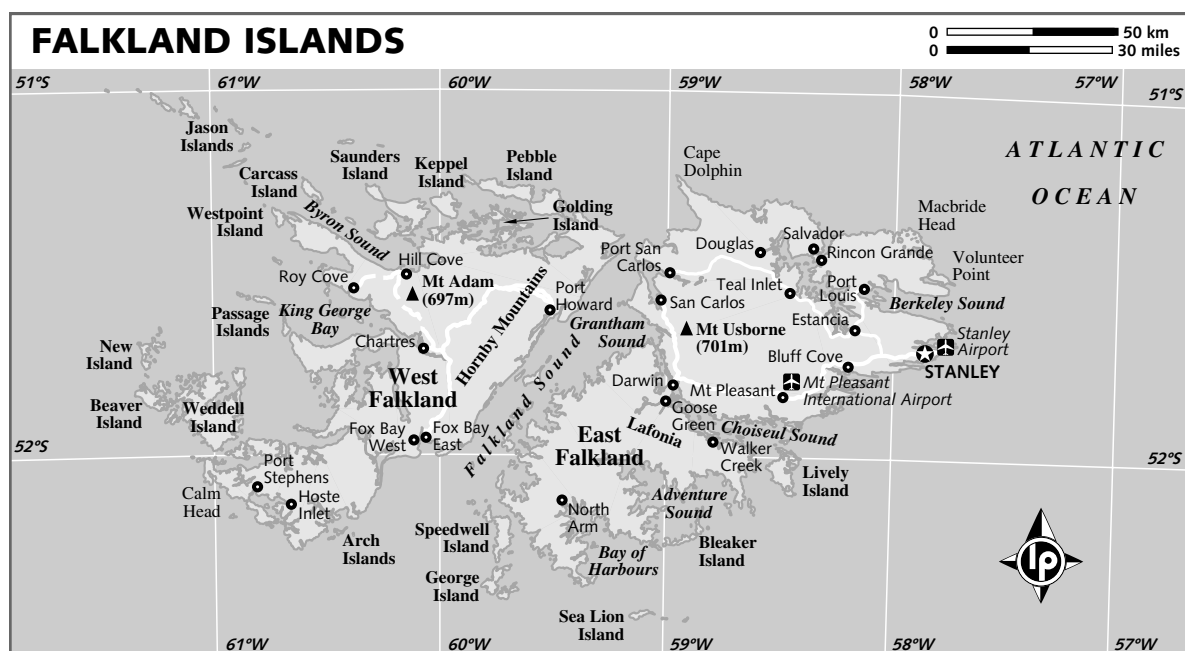 FALKLAND ISLANDS
0 50 km
0 30 miles
51°S
61°W
60°W
59°W
58°W
57°W
51°S
Jason
Islands
Carcass
Island
Westpoint
Island
Saunders
Island
Keppel
Island
Pebble
Island
Golding
Island
Cape
Dolphin
ATLANTIC
OCEAN
Macbride
Head
Volunteer
Point
Byron Sound
Hill Cove
Roy Cove
Mt Adam
(697m)
King George
Bay
Passage
Islands
Chartres
Hornby Mountains
Port
Howard
Port San
Carlos
San Carlos
Grantham
Sound
Falkland Sound
Douglas
Salvador
Rincon Grande
Teal Inlet
Port
Louis
Berkeley Sound
Estancia
Mt Usborne
(701m)
Bluff Cove
Stanley
Airport
STANLEY
Mt Pleasant
Mt Pleasant
International Airport
Darwin
Goose
Green
Lafonia
Choiseul Sound
Walker
Creek
Lively
Island
New
Island
Beaver
Island
Weddell
Island
West
Falkland
Fox Bay
West
Fox Bay
East
East
Falkland
52°S
52°S
Port
Stephens
Hoste
Inlet
Calm
Head
Arch
Islands
Speedwell
Island
George
Island
North
Arm
Adventure
Sound
Bay of
Harbours
Bleaker
Island
Sea Lion
Island
lp
61°W
60°W
59°W
58°W
57°W